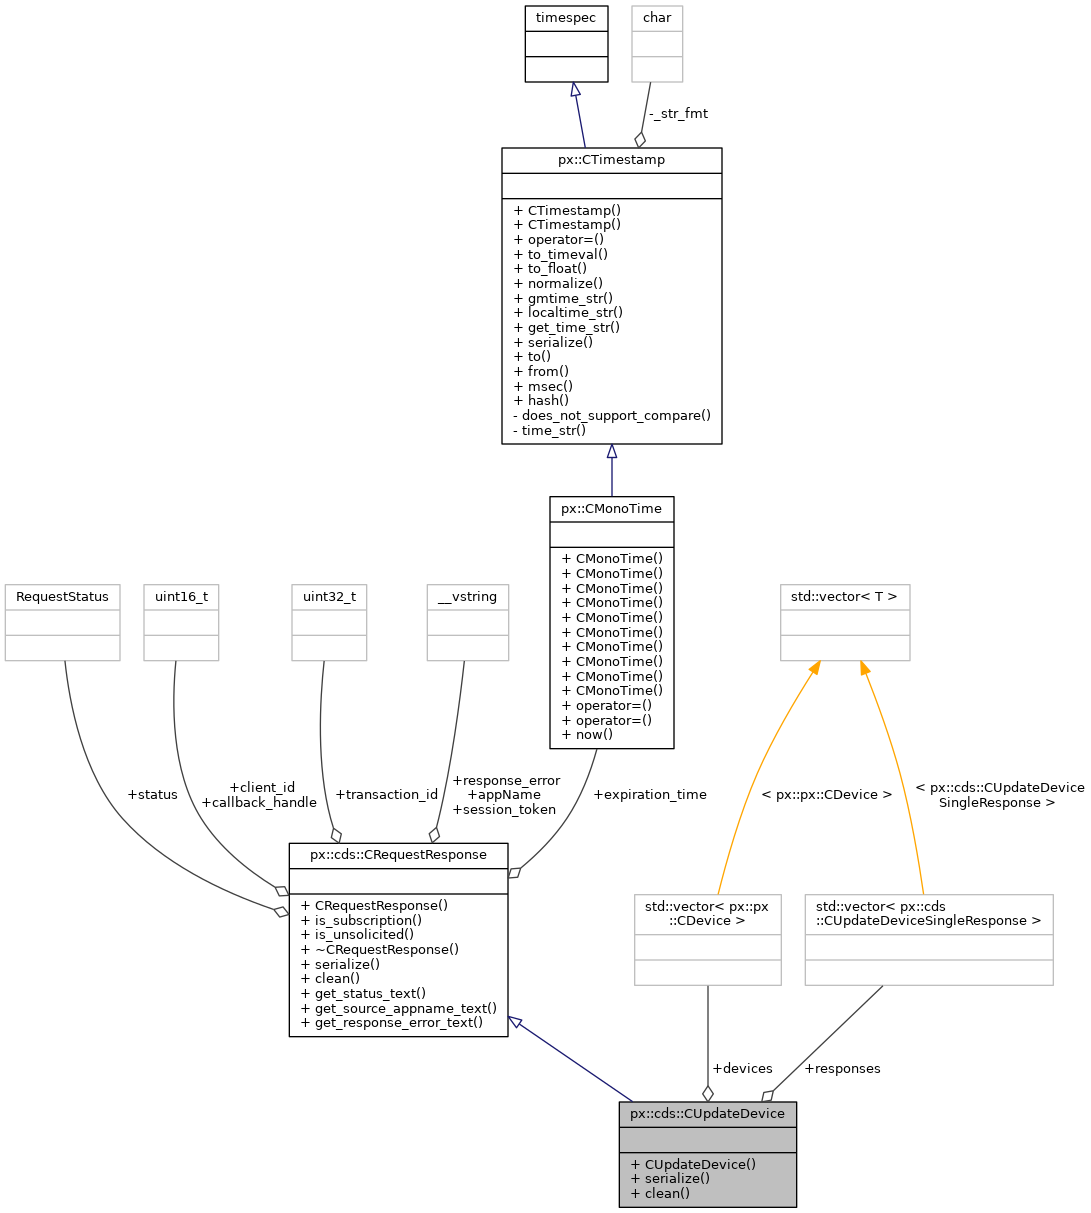 timespec
char
-_str_fmt
px::CTimestamp
+ CTimestamp()
+ CTimestamp()
+ operator=()
+ to_timeval()
+ to_float()
+ normalize()
+ gmtime_str()
+ localtime_str()
+ get_time_str()
+ serialize()
+ to()
+ from()
+ msec()
+ hash()
- does_not_support_compare()
- time_str()
px::CMonoTime
+ CMonoTime()
+ CMonoTime()
+ CMonoTime()
+ CMonoTime()
+ CMonoTime()
+ CMonoTime()
+ CMonoTime()
+ CMonoTime()
+ CMonoTime()
+ CMonoTime()
+ operator=()
+ operator=()
+ now()
RequestStatus
uint16_t
uint32_t
__vstring
std::vector< T >
+status
+client_id
+callback_handle
+transaction_id
+response_error
+appName
+session_token
+expiration_time
< px::px::CDevice >
< px::cds::CUpdateDevice
SingleResponse >
px::cds::CRequestResponse
+ CRequestResponse()
+ is_subscription()
+ is_unsolicited()
+ ~CRequestResponse()
+ serialize()
+ clean()
+ get_status_text()
+ get_source_appname_text()
+ get_response_error_text()
std::vector< px::px
::CDevice >
std::vector< px::cds
::CUpdateDeviceSingleResponse >
+devices
+responses
px::cds::CUpdateDevice
+ CUpdateDevice()
+ serialize()
+ clean()